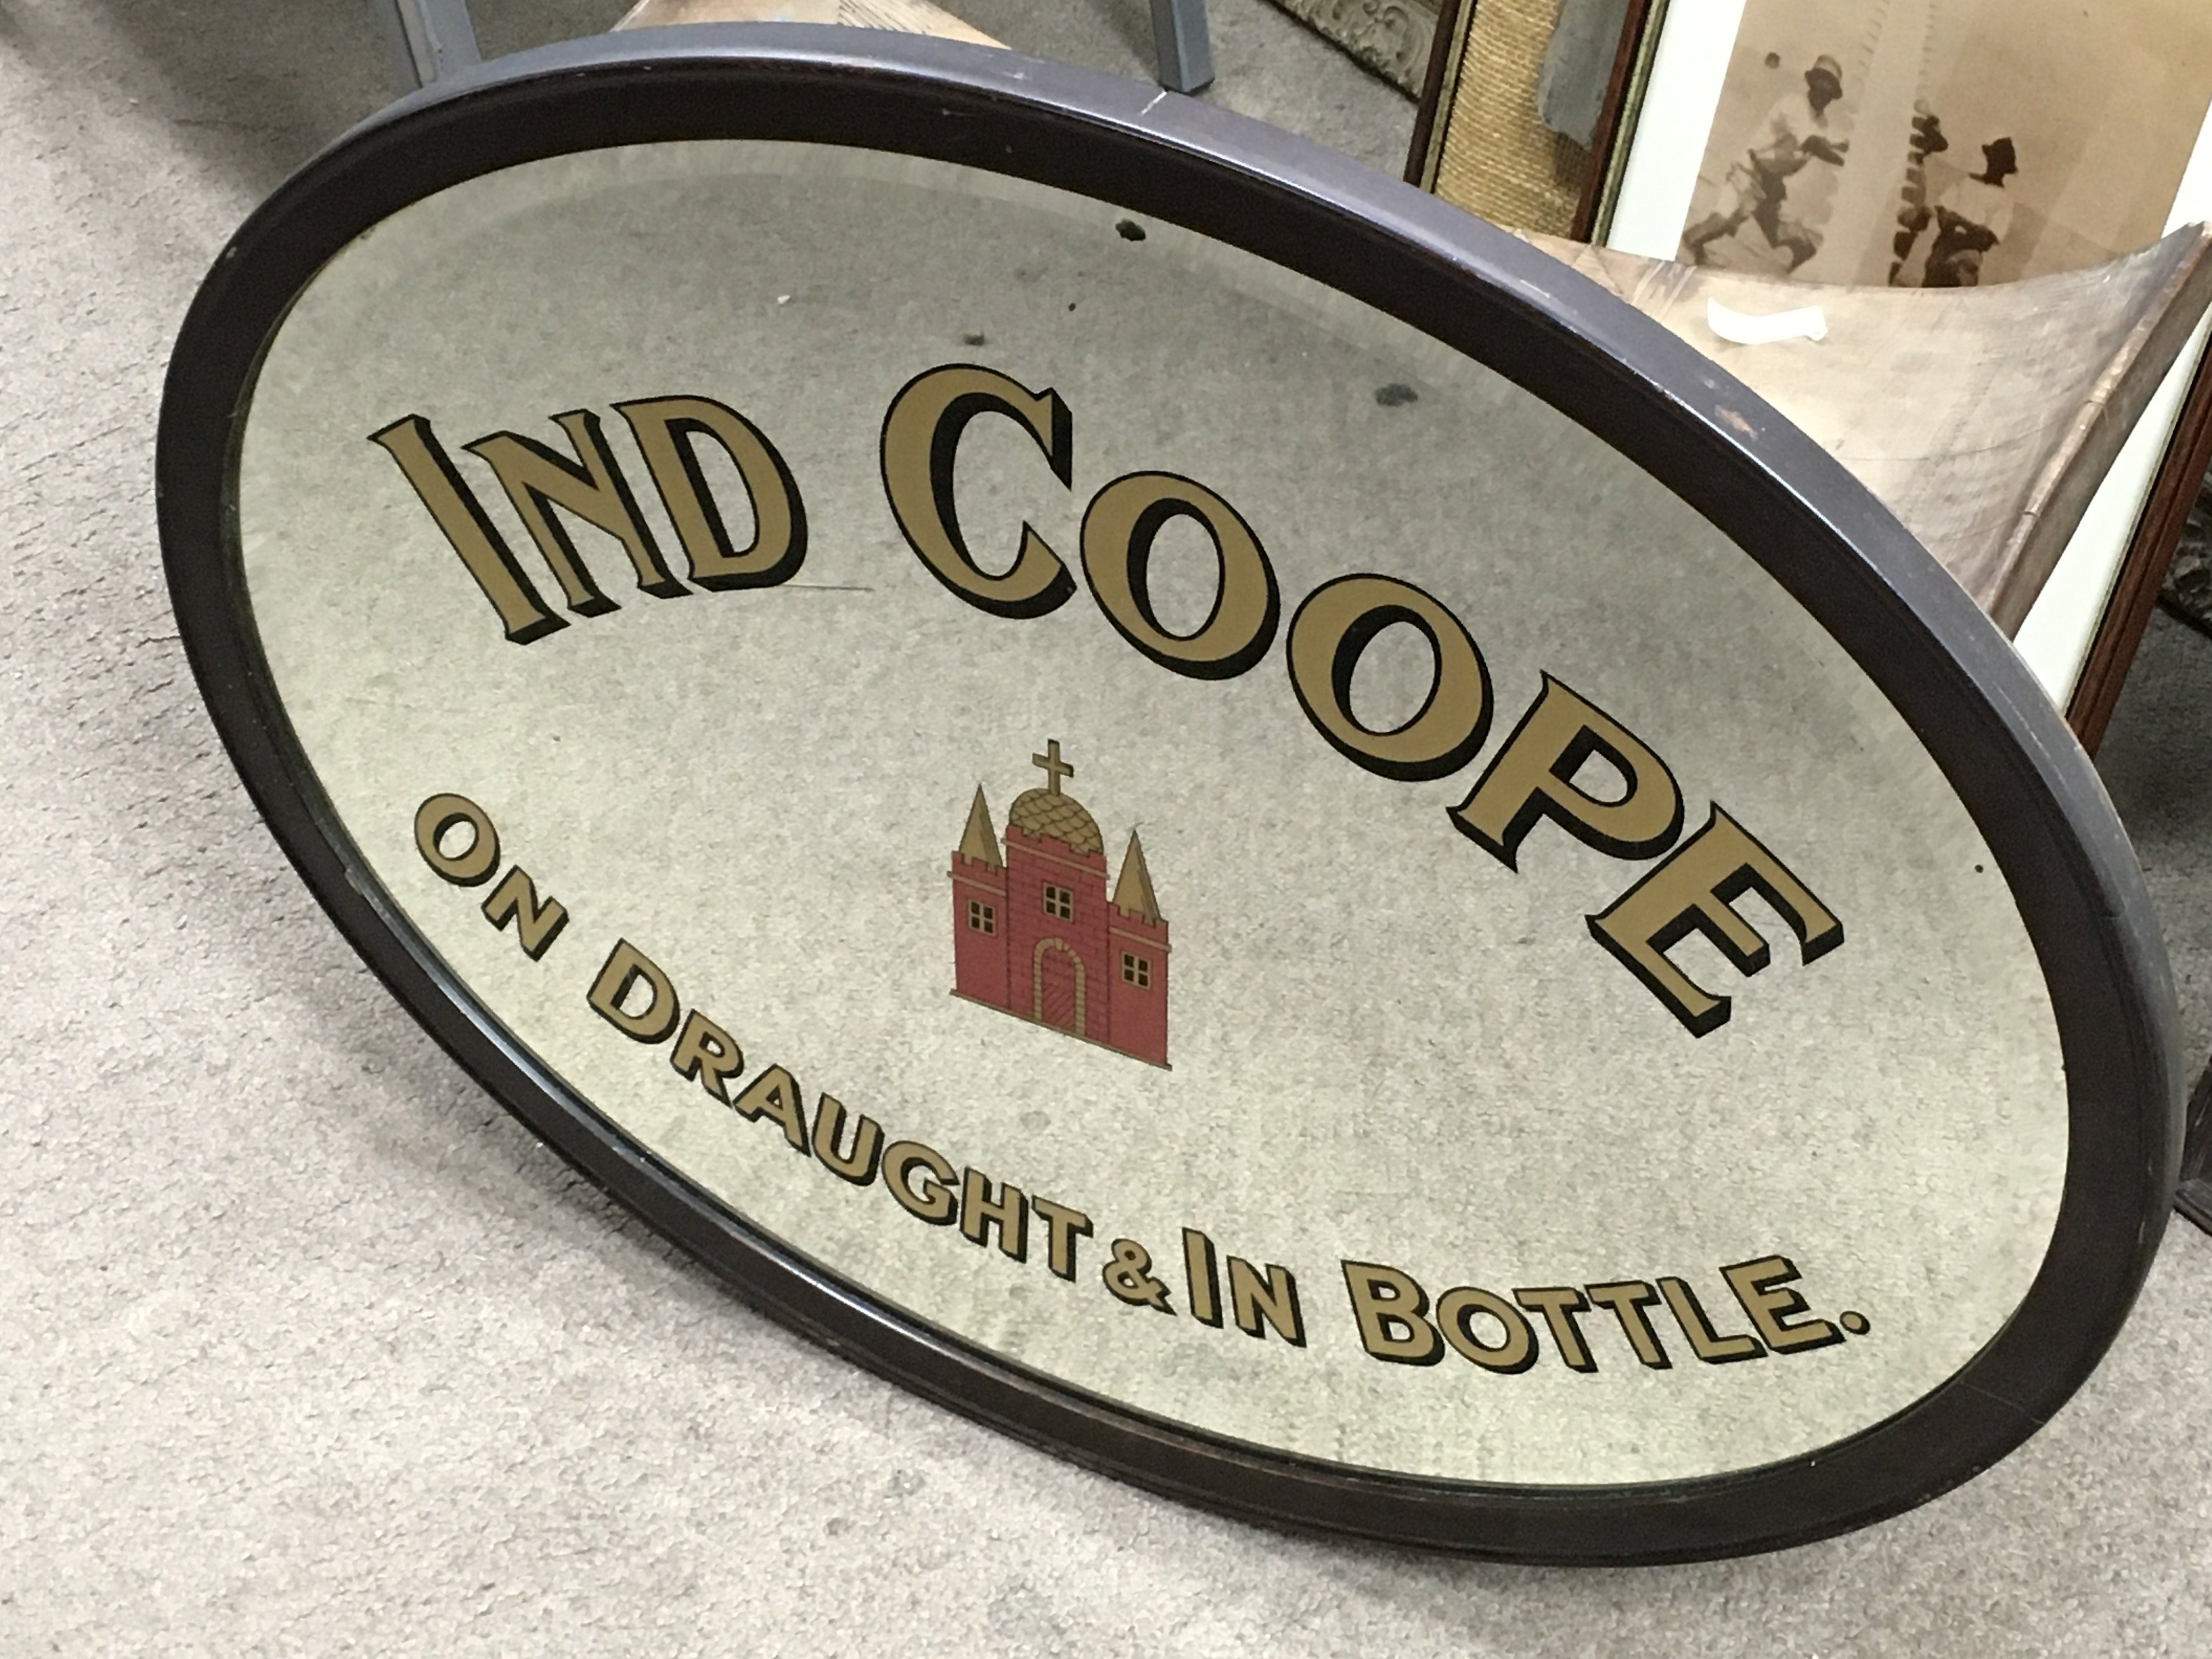 IND COOPE
ON DRAUGHT & IN BOTTLE.